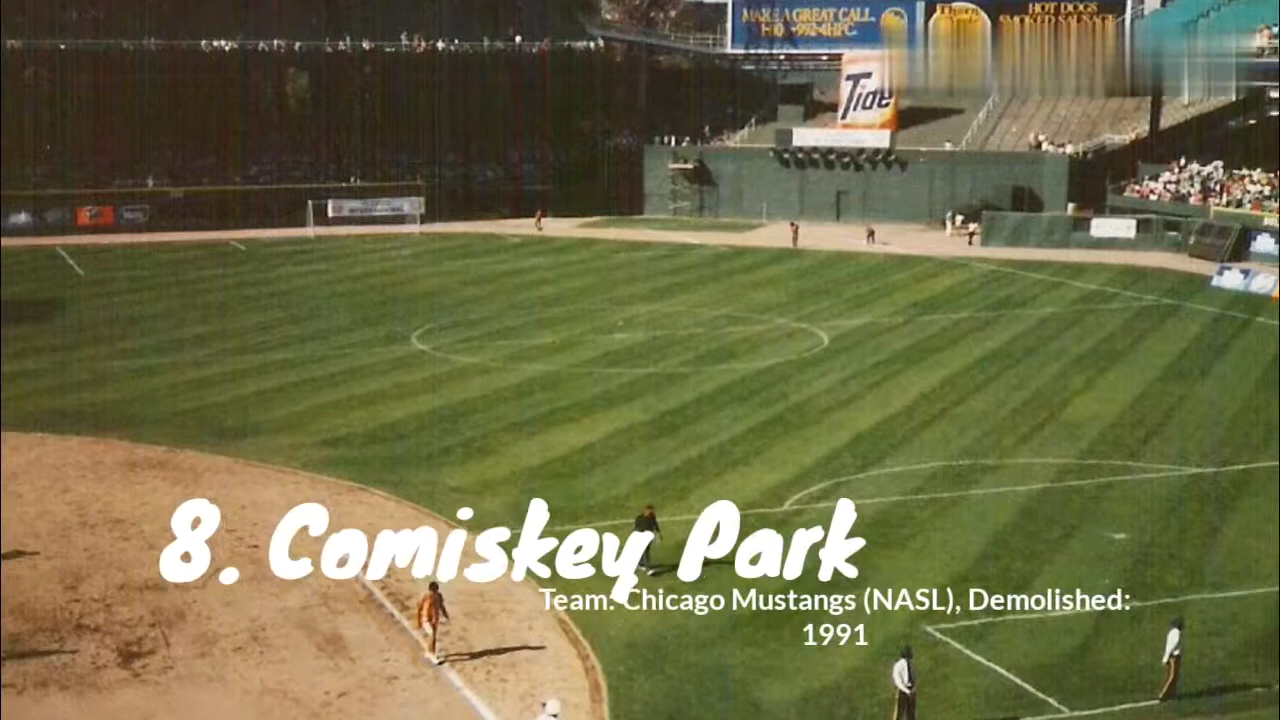 MAKE A GREAT CALL.
HOT DOGS
SMOKED SAUSAGE
Tide
8. Comiskey Park
Team: Chicago Mustangs (NASL), Demolished:
1991